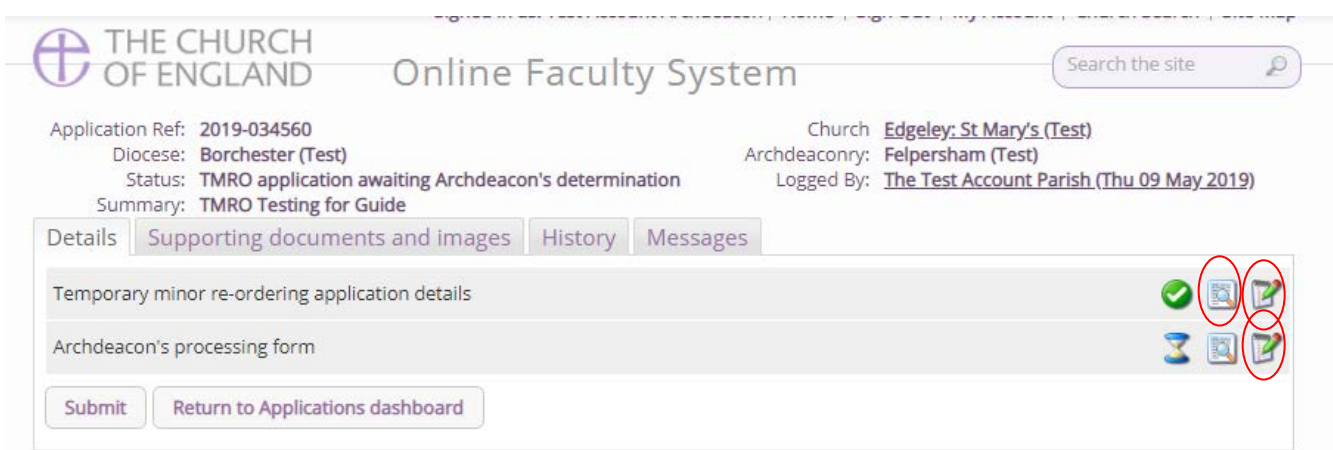 THE CHURCH
OF ENGLAND
Online Faculty System
Search the site
Application Ref: 2019-034560
Church Edgeley: St Mary's (Test)
Diocese: Borchester (Test)
Archdeaconry: Felpersham (Test)
Status: TMRO application awaiting Archdeacon's determination
Logged By: The Test Account Parish (Thu 09 May 2019)
Summary: TMRO Testing for Guide
Details Supporting documents and images History Messages
Temporary minor re-ordering application details
Archdeacon's processing form
Submit Return to Applications dashboard